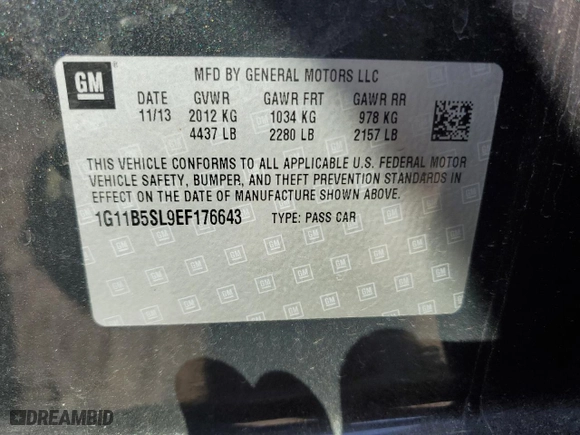 GM
MFD BY GENERAL MOTORS LLC
DATE GVWR GAWR FRT GAWR RR
11/13 2012 KG 1034 KG 978 KG
4437 LB 2280 LB 2157 LB
THIS VEHICLE CONFORMS TO ALL APPLICABLE U.S. FEDERAL MOTOR
VEHICLE SAFETY, BUMPER, AND THEFT PREVENTION STANDARDS IN
EFFECT ON THE DATE OF MANUFACTURE SHOWN ABOVE.
1G11B5SL9EF176643 TYPE: PASS CAR
DREAMBID